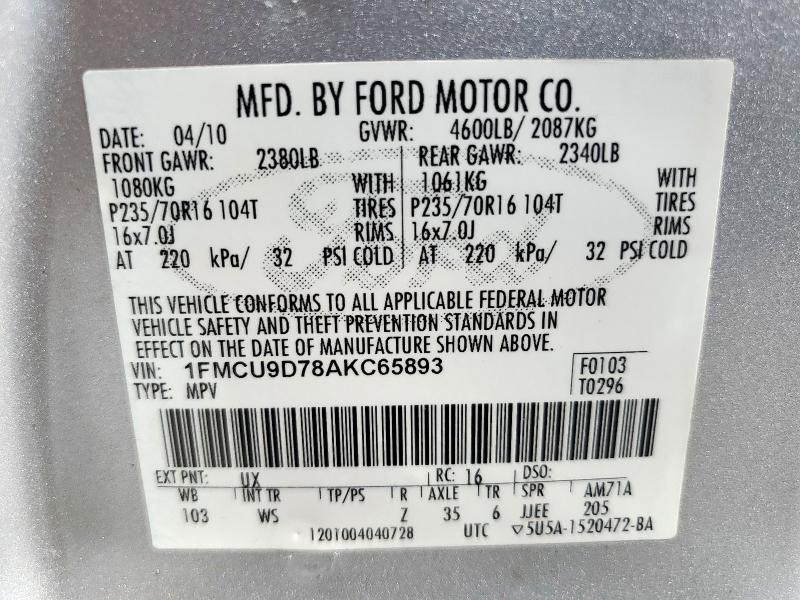 MFD. BY FORD MOTOR CO.
DATE: 04/10 GVWR: 4600LB/ 2087KG
FRONT GAWR: 2380LB REAR GAWR: 2340LB
1080KG WITH 1061KG WITH
P235/70R16 104T TIRES P235/70R16 104T TIRES
16x7.0J RIMS 16x7.0J RIMS
AT 220 kPa/ 32 PSI COLD AT 220 kPa/ 32 PSI COLD
THIS VEHICLE CONFORMS TO ALL APPLICABLE FEDERAL MOTOR
VEHICLE SAFETY AND THEFT PREVENTION STANDARDS IN
EFFECT ON THE DATE OF MANUFACTURE SHOWN ABOVE.
VIN: 1FMCU9D78AKC65893 F0103
TYPE: MPV T0296
EXT PNT: UX RC: 16 DSO:
WB INT TR TP/PS R AXLE TR SPR AM71A
103 WS Z 35 6 JJEE 205
120T004040728 UTC ▽5U5A-1520472-BA
Ford